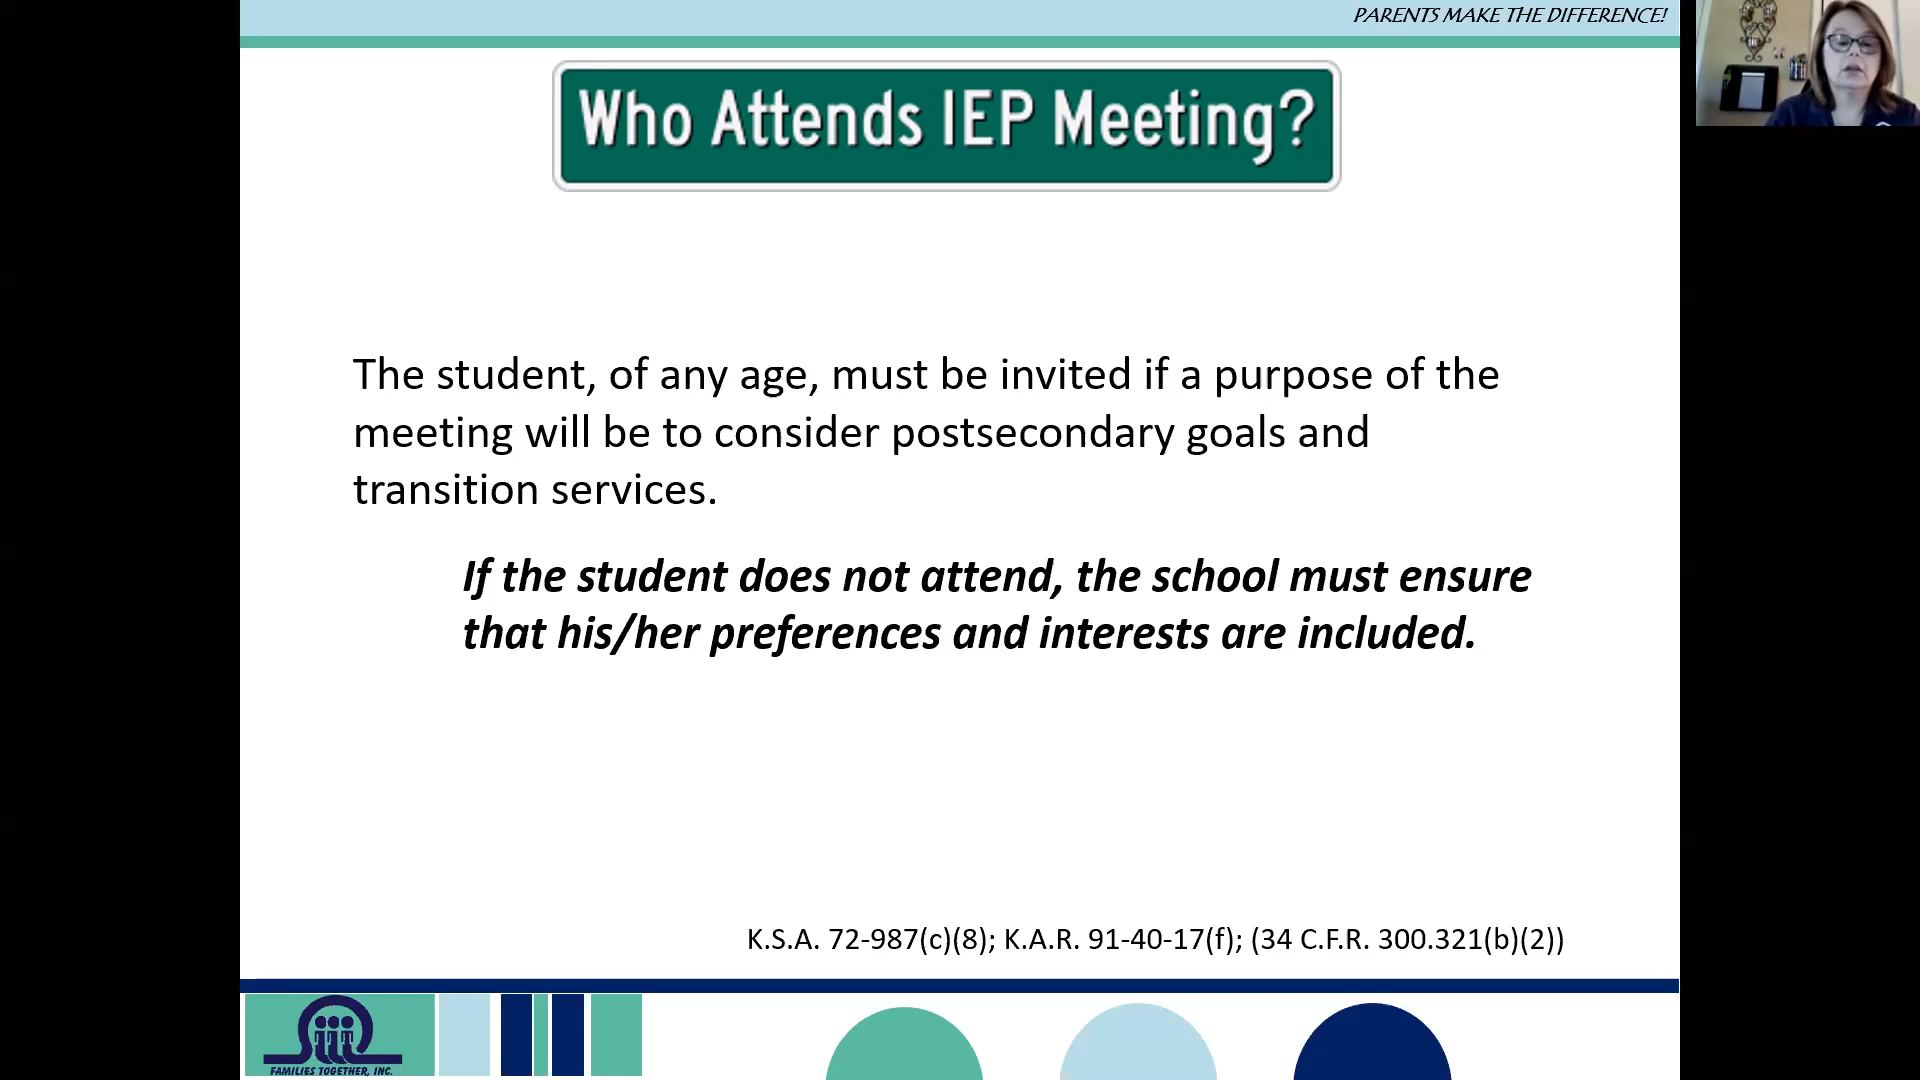 PARENTS MAKE THE DIFFERENCE!
Who Attends IEP Meeting?
The student, of any age, must be invited if a purpose of the
meeting will be to consider postsecondary goals and
transition services.
If the student does not attend, the school must ensure
that his/her preferences and interests are included.
K.S.A. 72-987(c)(8); K.A.R. 91-40-17(f); (34 C.F.R. 300.321(b)(2))
FAMILIES TOGETHER, INC.